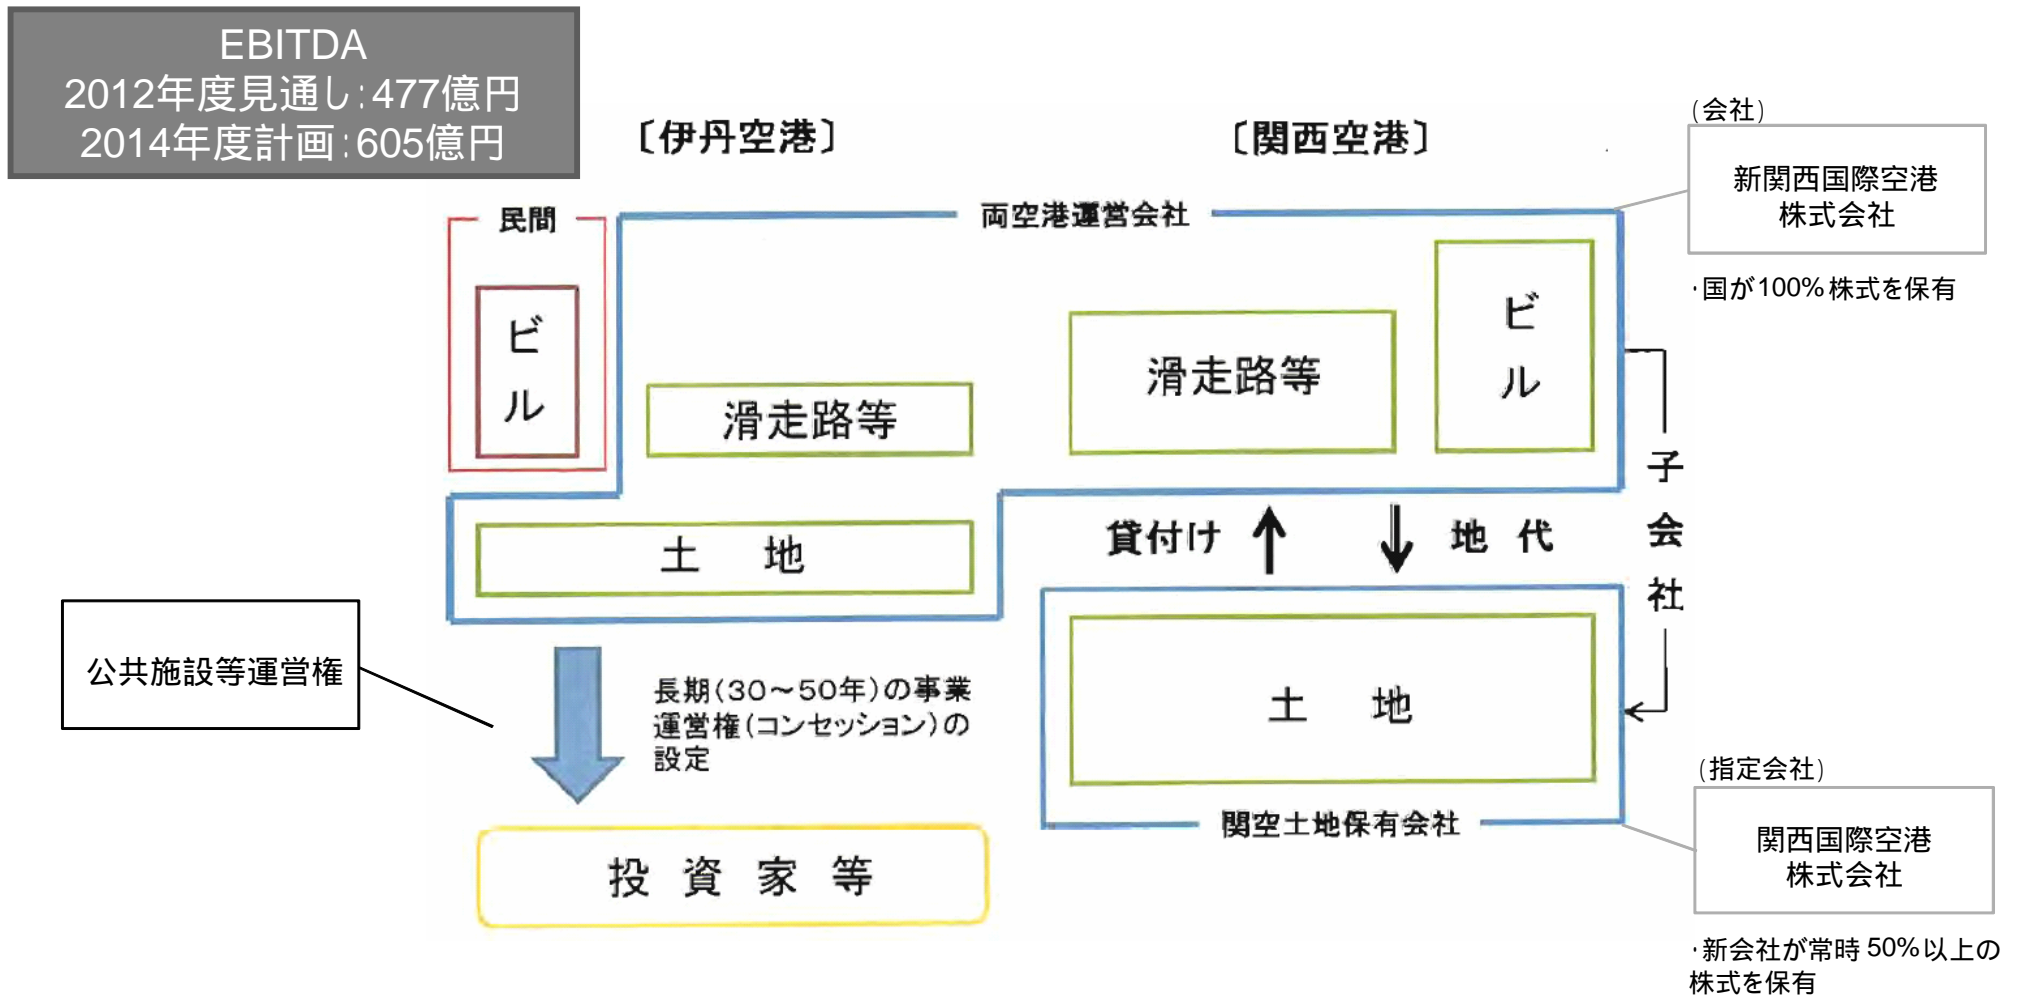 EBITDA
2012年度見通し:477億円
2014年度計画:605億円
〔伊丹空港〕
〔関西空港〕
(会社)
新関西国際空港
株式会社
・国が100%株式を保有
民間
両空港運営会社
ビル
滑走路等
滑走路等
ビル
土 地
貸付け
地 代
子会社
公共施設等運営権
長期(30～50年)の事業
運営権(コンセッション)の
設定
土 地
関空土地保有会社
投 資 家 等
(指定会社)
関西国際空港
株式会社
・新会社が常時50%以上の
株式を保有